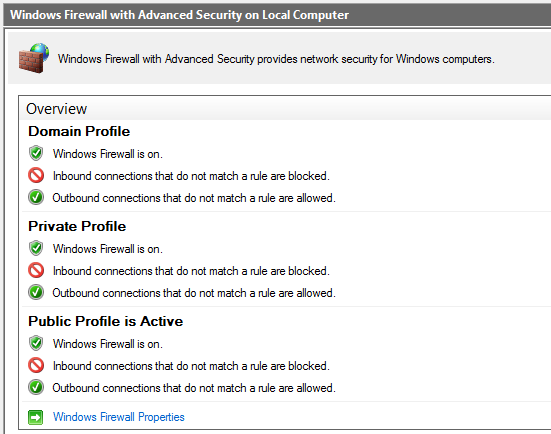 Windows Firewall with Advanced Security on Local Computer
Windows Firewall with Advanced Security provides network security for Windows computers.
Overview
Domain Profile
Windows Firewall is on.
Inbound connections that do not match a rule are blocked.
Outbound connections that do not match a rule are allowed.
Private Profile
Windows Firewall is on.
Inbound connections that do not match a rule are blocked.
Outbound connections that do not match a rule are allowed.
Public Profile is Active
Windows Firewall is on.
Inbound connections that do not match a rule are blocked.
Outbound connections that do not match a rule are allowed.
Windows Firewall Properties